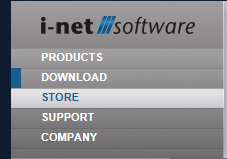 i-net software
PRODUCTS
DOWNLOAD
STORE
SUPPORT
COMPANY